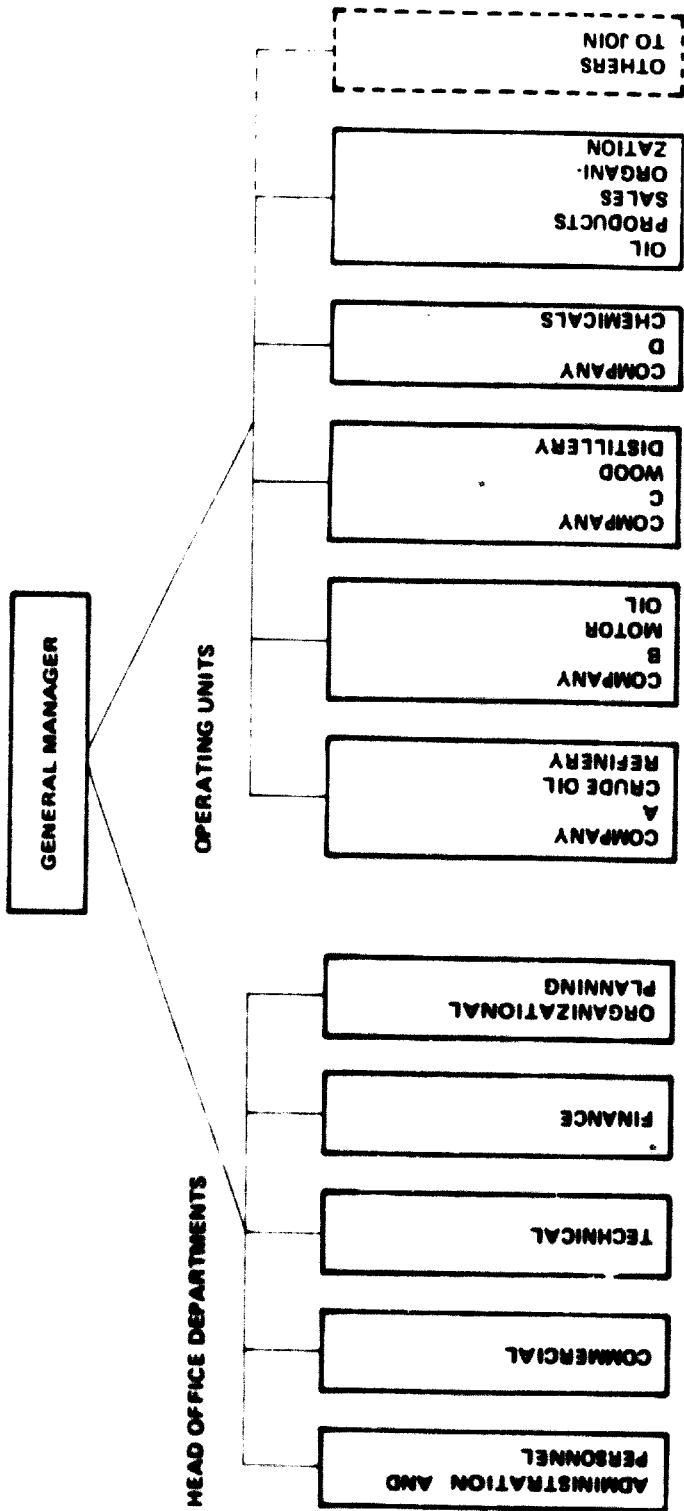 GENERAL MANAGER
HEAD OFFICE DEPARTMENTS
OPERATING UNITS
ADMINISTRATION AND
PERSONNEL
COMMERCIAL
TECHNICAL
FINANCE
ORGANIZATIONAL
PLANNING
COMPANY
A
CRUDE OIL
REFINERY
COMPANY
B
MOTOR
OIL
COMPANY
C
WOOD
DISTILLERY
COMPANY
D
CHEMICALS
OIL
PRODUCTS
SALES
ORGANI-
ZATION
OTHERS
TO JOIN